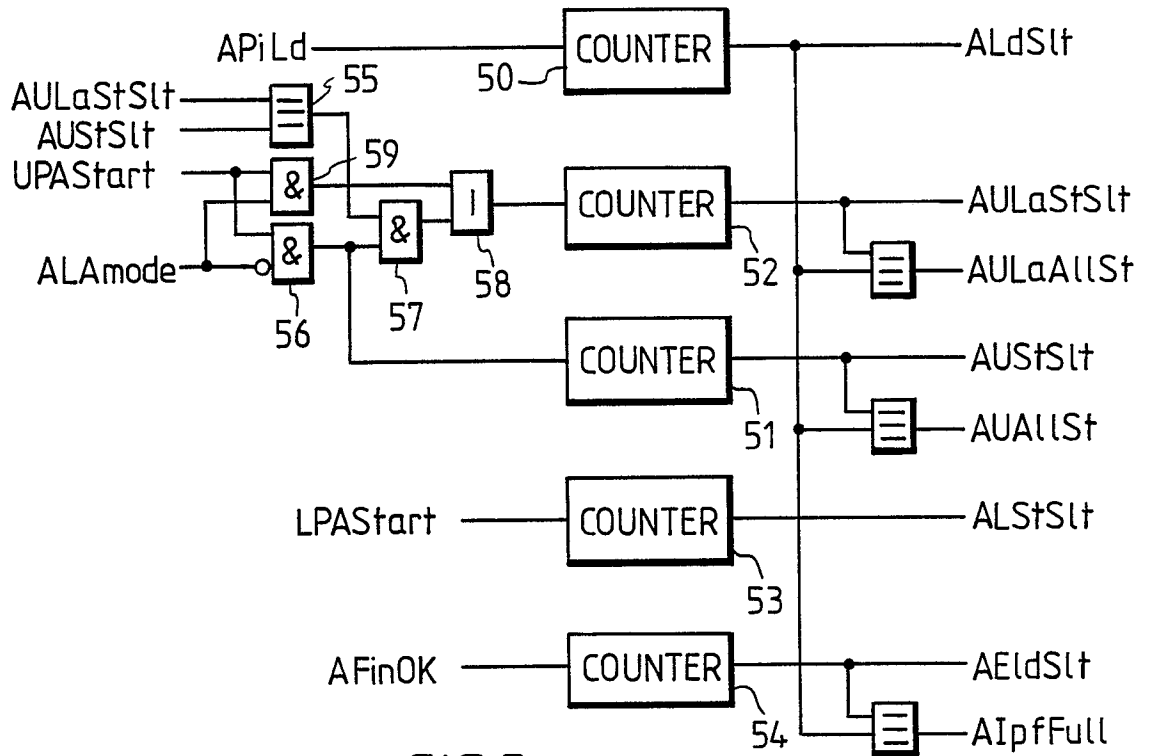 APiLd
COUNTER
50
ALdSlt
AULaStSlt
55
AUStSlt
UPAStart
59
&
ALAmode
&
56
&
57
58
COUNTER
52
AULaStSlt
AULaAllSt
COUNTER
51
AUStSlt
AUAllSt
LPAStart
COUNTER
53
ALStSlt
AFinOK
COUNTER
54
AEldSlt
AIpfFull